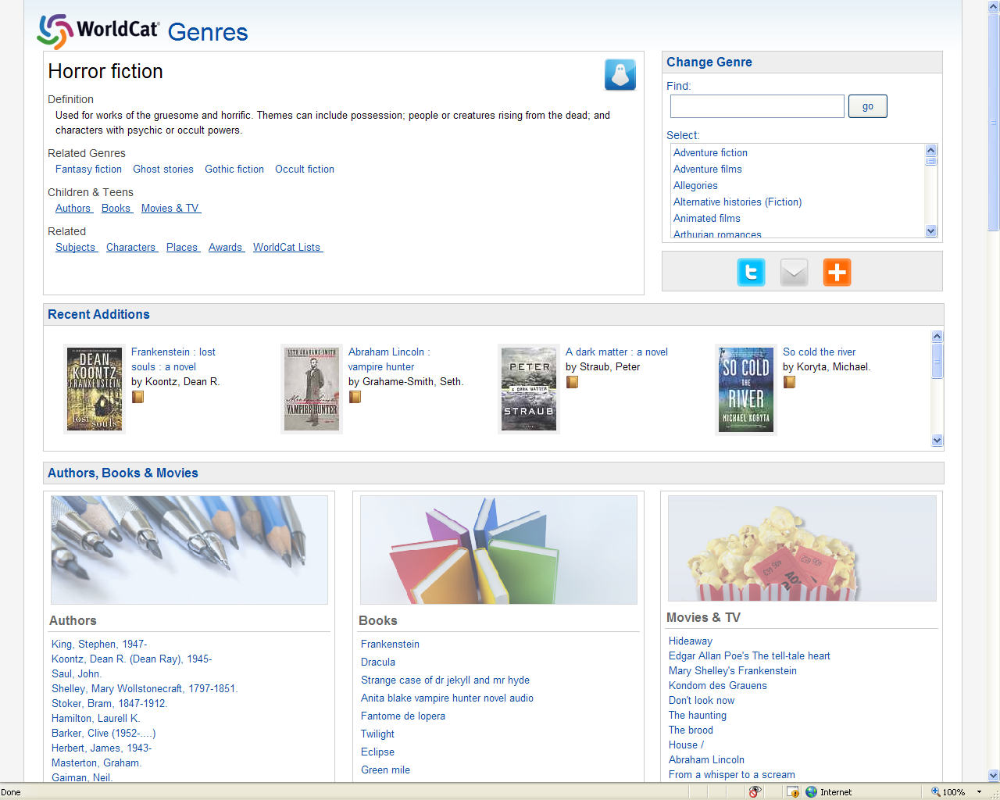 WorldCat® Genres
Horror fiction
Definition
Used for works of the gruesome and horrific. Themes can include possession; people or creatures rising from the dead; and
characters with psychic or occult powers.
Related Genres
Fantasy fiction Ghost stories Gothic fiction Occult fiction
Children & Teens
Authors Books Movies & TV
Related
Subjects Characters Places Awards WorldCat Lists
Change Genre
Find:
go
Select:
Adventure fiction
Adventure films
Allegories
Alternative histories (Fiction)
Animated films
Arthurian romances
t
Recent Additions
DEAN
KOONTZ
FRANKENSTEIN
lost
souls
Frankenstein : lost
souls : a novel
by Koontz, Dean R.
SETH GRAHAME-SMITH
VAMPIRE HUNTER
Abraham Lincoln :
vampire hunter
by Grahame-Smith, Seth.
PETER
A DARK MATTER
STRAUB
A dark matter : a novel
by Straub, Peter
SO COLD
THE
RIVER
MICHAEL KORYTA
So cold the river
by Koryta, Michael.
Authors, Books & Movies
Authors
King, Stephen, 1947-
Koontz, Dean R. (Dean Ray), 1945-
Saul, John.
Shelley, Mary Wollstonecraft, 1797-1851.
Stoker, Bram, 1847-1912.
Hamilton, Laurell K.
Barker, Clive (1952-....)
Herbert, James, 1943-
Masterton, Graham.
Gaiman, Neil.
Books
Frankenstein
Dracula
Strange case of dr jekyll and mr hyde
Anita blake vampire hunter novel audio
Fantome de lopera
Twilight
Eclipse
Green mile
Movies & TV
Hideaway
Edgar Allan Poe's The tell-tale heart
Mary Shelley's Frankenstein
Kondom des Grauens
Don't look now
The haunting
The brood
House /
Abraham Lincoln
From a whisper to a scream
Done
Internet
100%